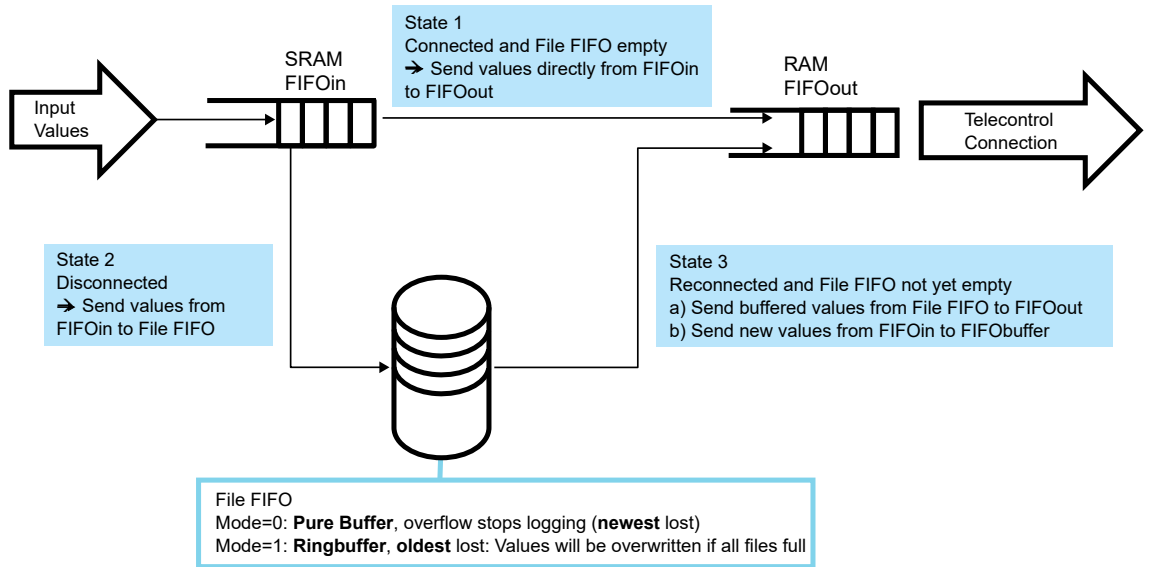 State 1
Connected and File FIFO empty
➔ Send values directly from FIFOin
to FIFOout
SRAM
FIFOin
RAM
FIFOout
Input
Values
Telecontrol
Connection
State 2
Disconnected
➔ Send values from
FIFOin to File FIFO
State 3
Reconnected and File FIFO not yet empty
a) Send buffered values from File FIFO to FIFOout
b) Send new values from FIFOin to FIFObuffer
File FIFO
Mode=0: Pure Buffer, overflow stops logging (newest lost)
Mode=1: Ringbuffer, oldest lost: Values will be overwritten if all files full